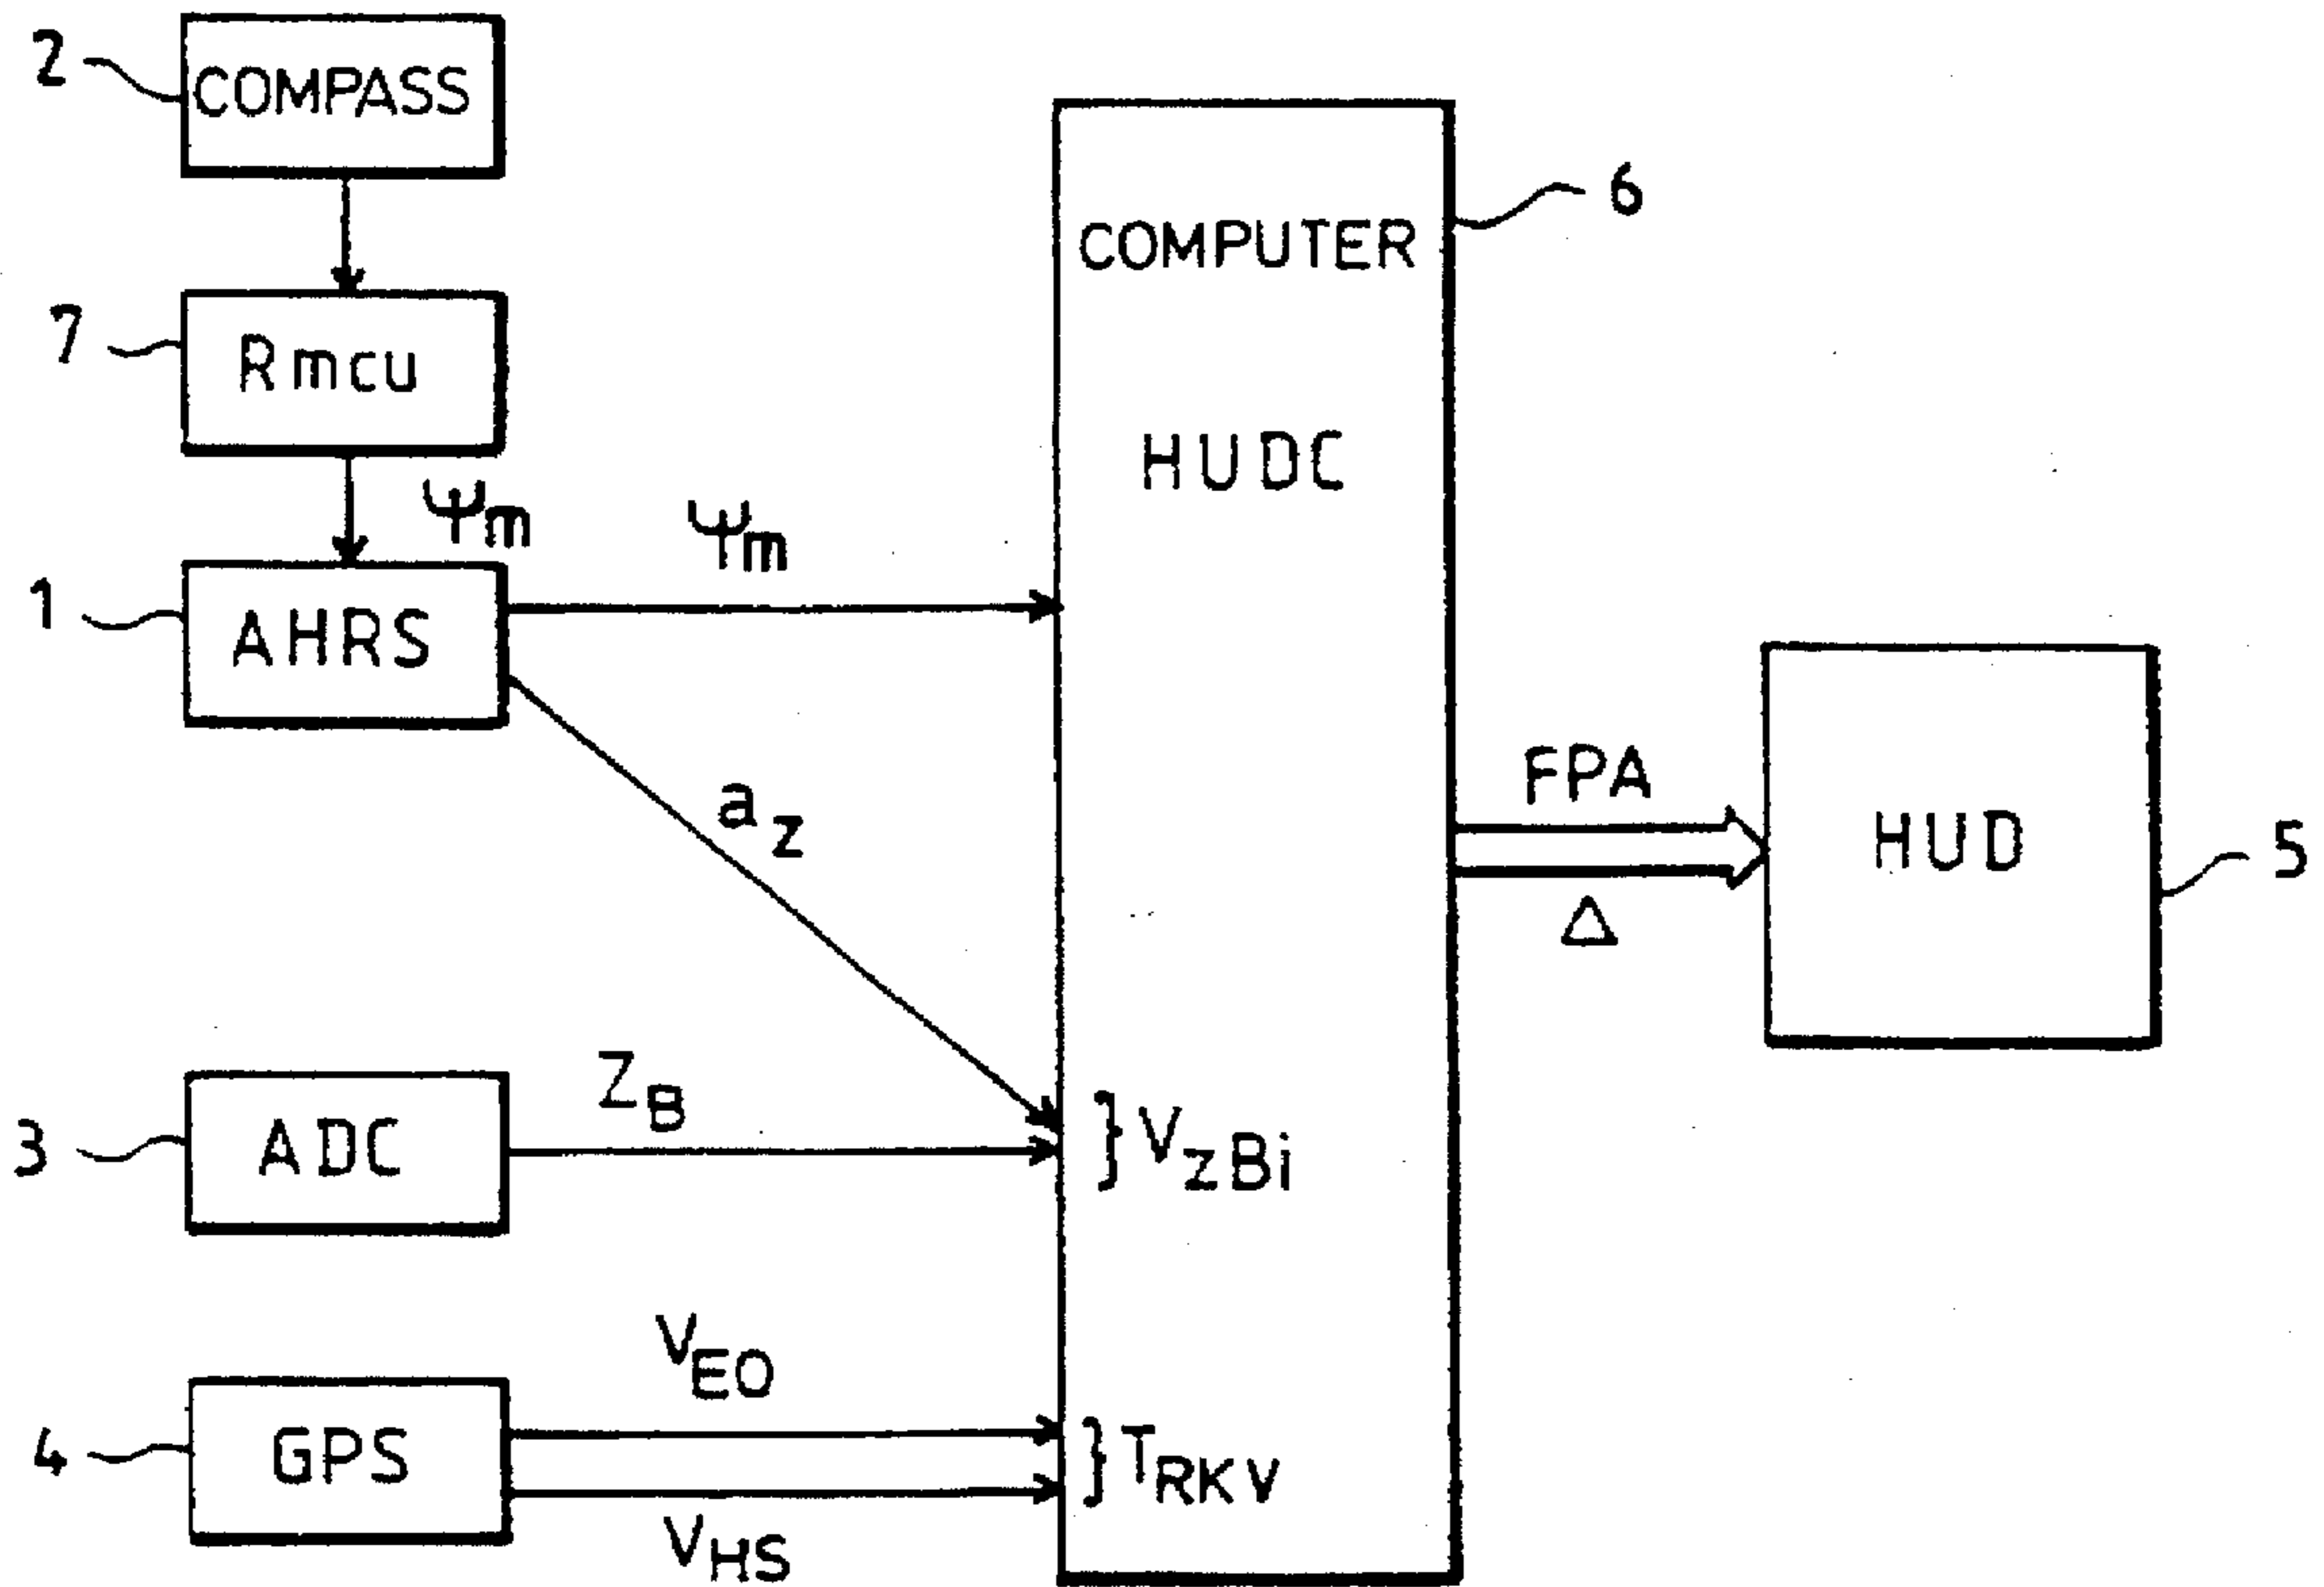 2
COMPASS
7
Rmcu
ψm
1
AHRS
ψm
az
3
ADC
ZB
4
GPS
VEO
VHS
COMPUTER
HUDC
6
} VzBi
} TRKV
FPA
Δ
HUD
5